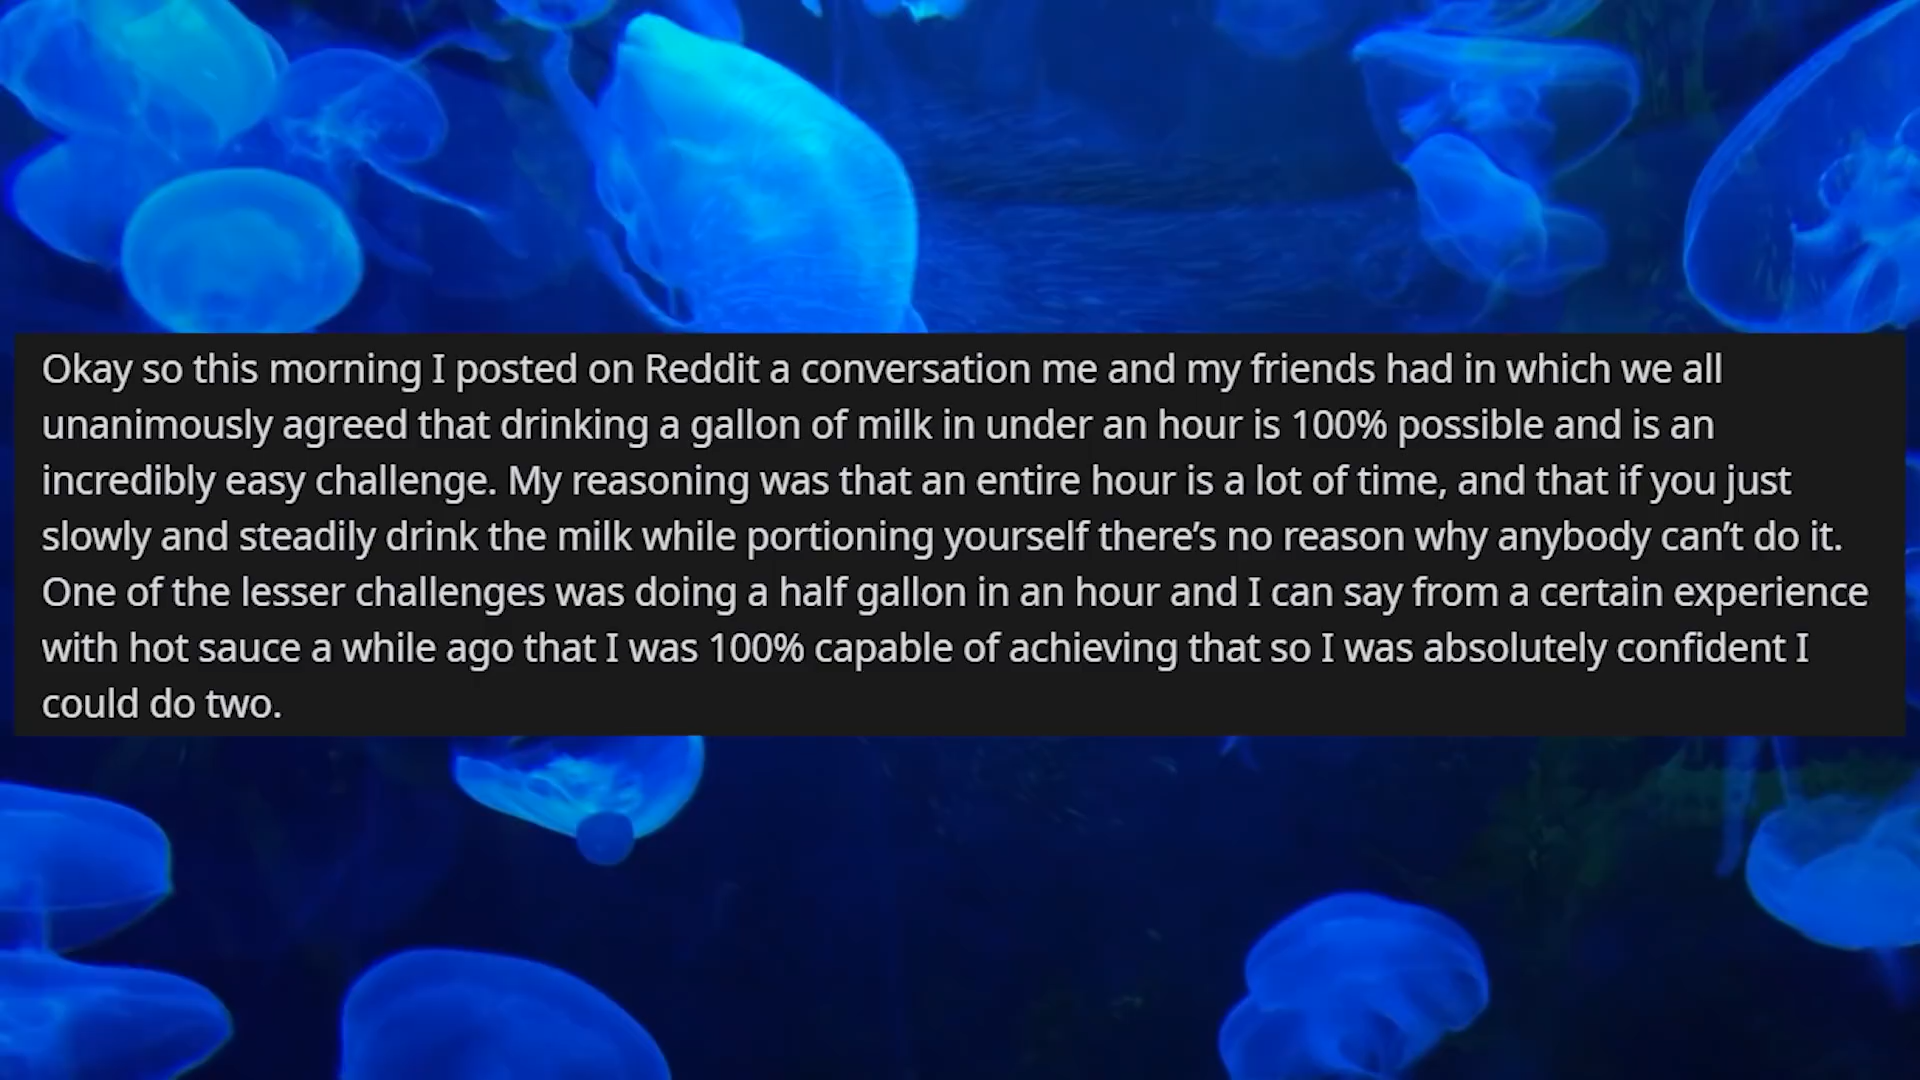 Okay so this morning I posted on Reddit a conversation me and my friends had in which we all
unanimously agreed that drinking a gallon of milk in under an hour is 100% possible and is an
incredibly easy challenge. My reasoning was that an entire hour is a lot of time, and that if you just
slowly and steadily drink the milk while portioning yourself there’s no reason why anybody can’t do it.
One of the lesser challenges was doing a half gallon in an hour and I can say from a certain experience
with hot sauce a while ago that I was 100% capable of achieving that so I was absolutely confident I
could do two.